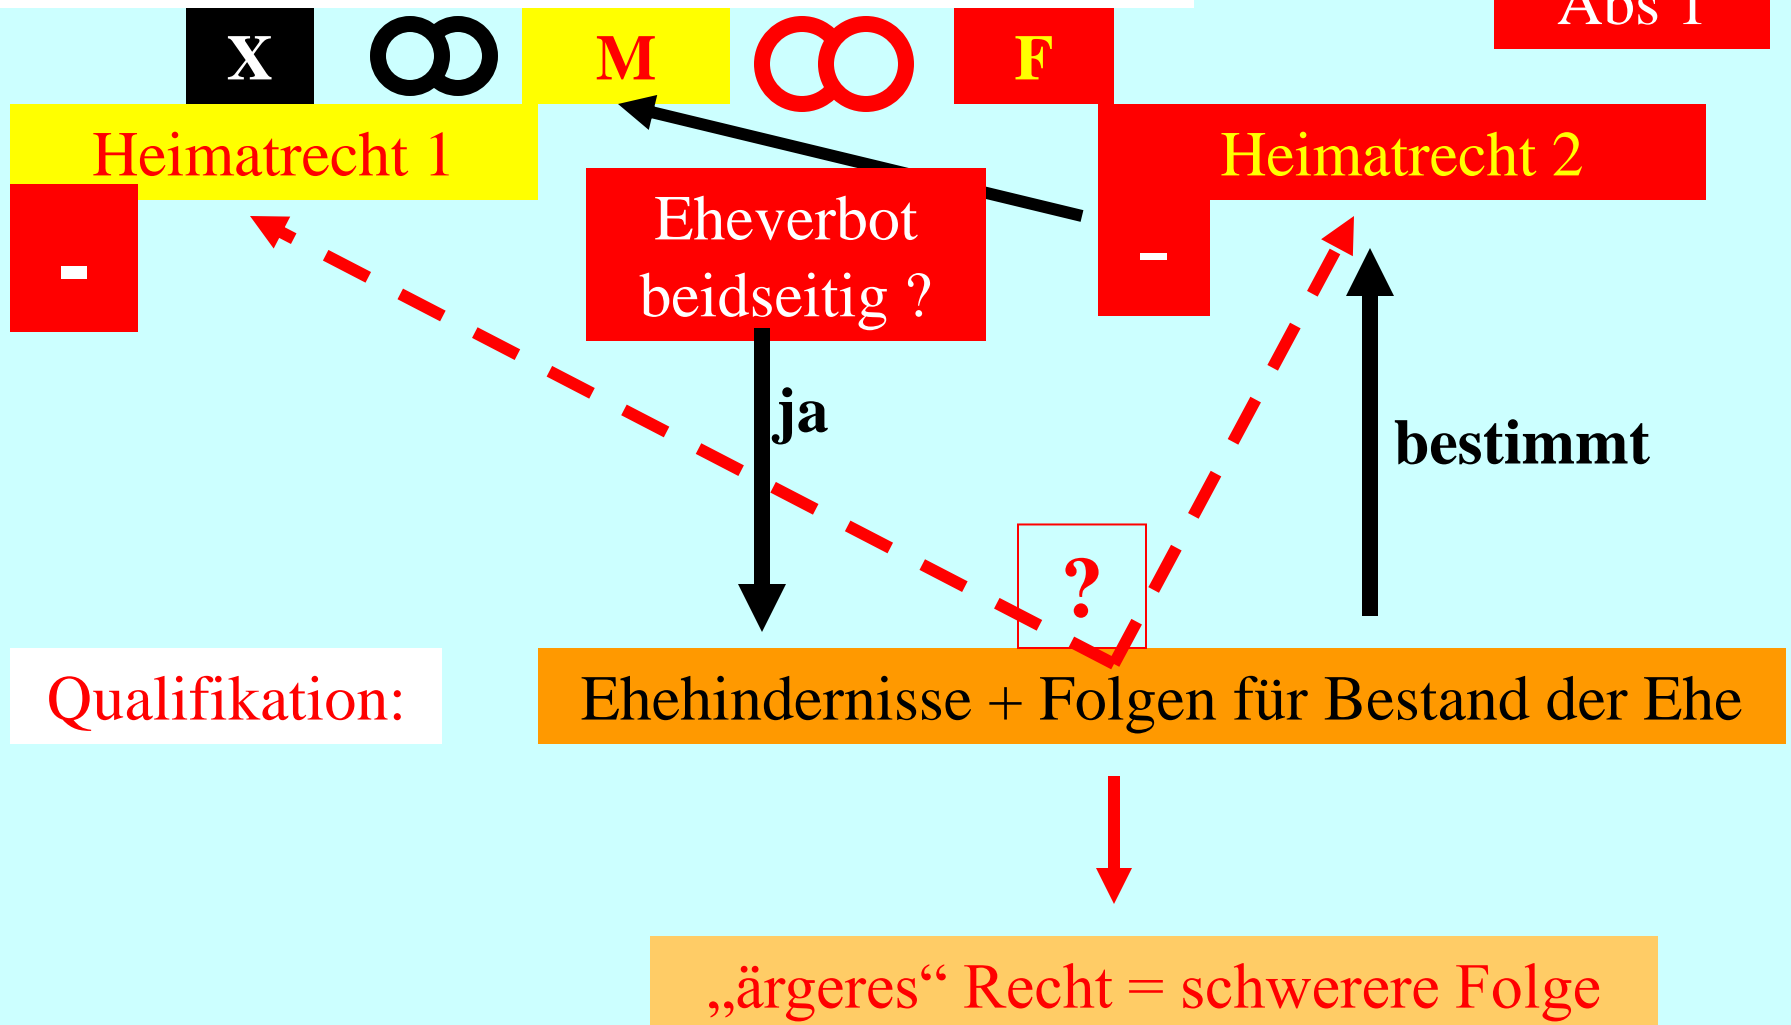 Abs 1
X M F
Heimatrecht 1
Heimatrecht 2
-
Eheverbot
beidseitig ?
-
ja
bestimmt
?
Qualifikation:
Ehehindernisse + Folgen für Bestand der Ehe
„ärgeres“ Recht = schwerere Folge